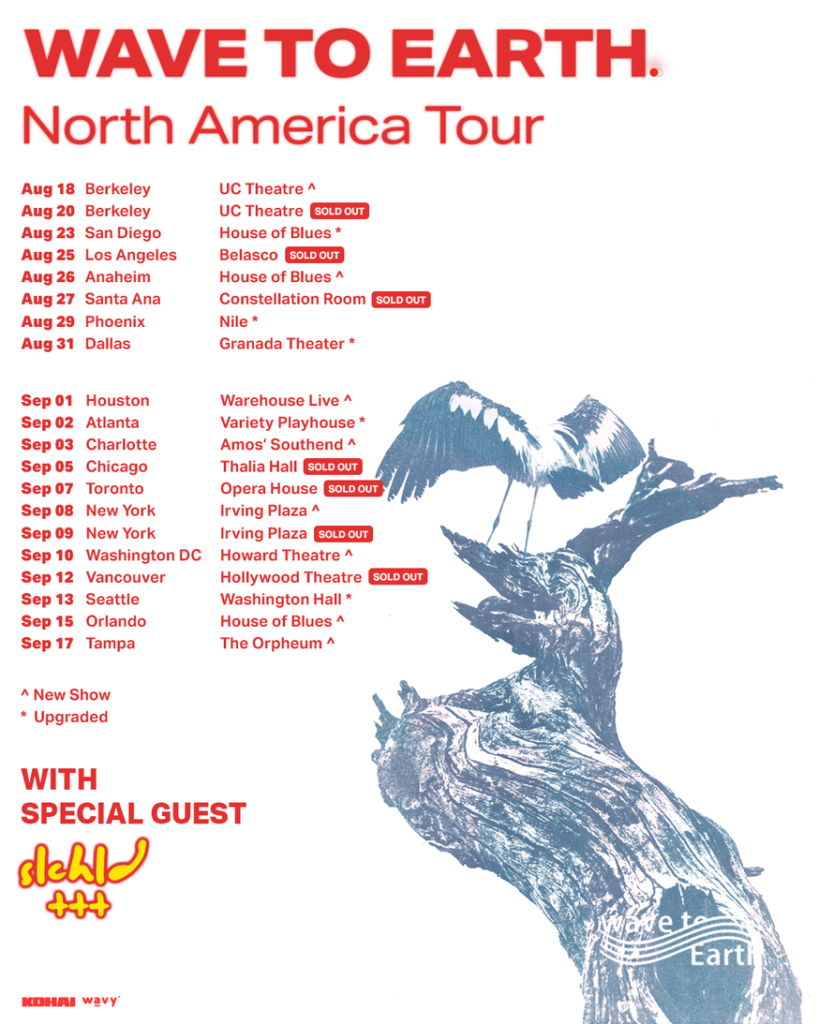 WAVE TO EARTH.
North America Tour
Aug 18 Berkeley UC Theatre ^
Aug 20 Berkeley UC Theatre SOLD OUT
Aug 23 San Diego House of Blues *
Aug 25 Los Angeles Belasco SOLD OUT
Aug 26 Anaheim House of Blues ^
Aug 27 Santa Ana Constellation Room SOLD OUT
Aug 29 Phoenix Nile *
Aug 31 Dallas Granada Theater *
Sep 01 Houston Warehouse Live ^
Sep 02 Atlanta Variety Playhouse *
Sep 03 Charlotte Amos' Southend ^
Sep 05 Chicago Thalia Hall SOLD OUT
Sep 07 Toronto Opera House SOLD OUT
Sep 08 New York Irving Plaza ^
Sep 09 New York Irving Plaza SOLD OUT
Sep 10 Washington DC Howard Theatre ^
Sep 12 Vancouver Hollywood Theatre SOLD OUT
Sep 13 Seattle Washington Hall *
Sep 15 Orlando House of Blues ^
Sep 17 Tampa The Orpheum ^
^ New Show
* Upgraded
WITH
SPECIAL GUEST
slchld
+++
wave to
Earth
KOHAI wavy